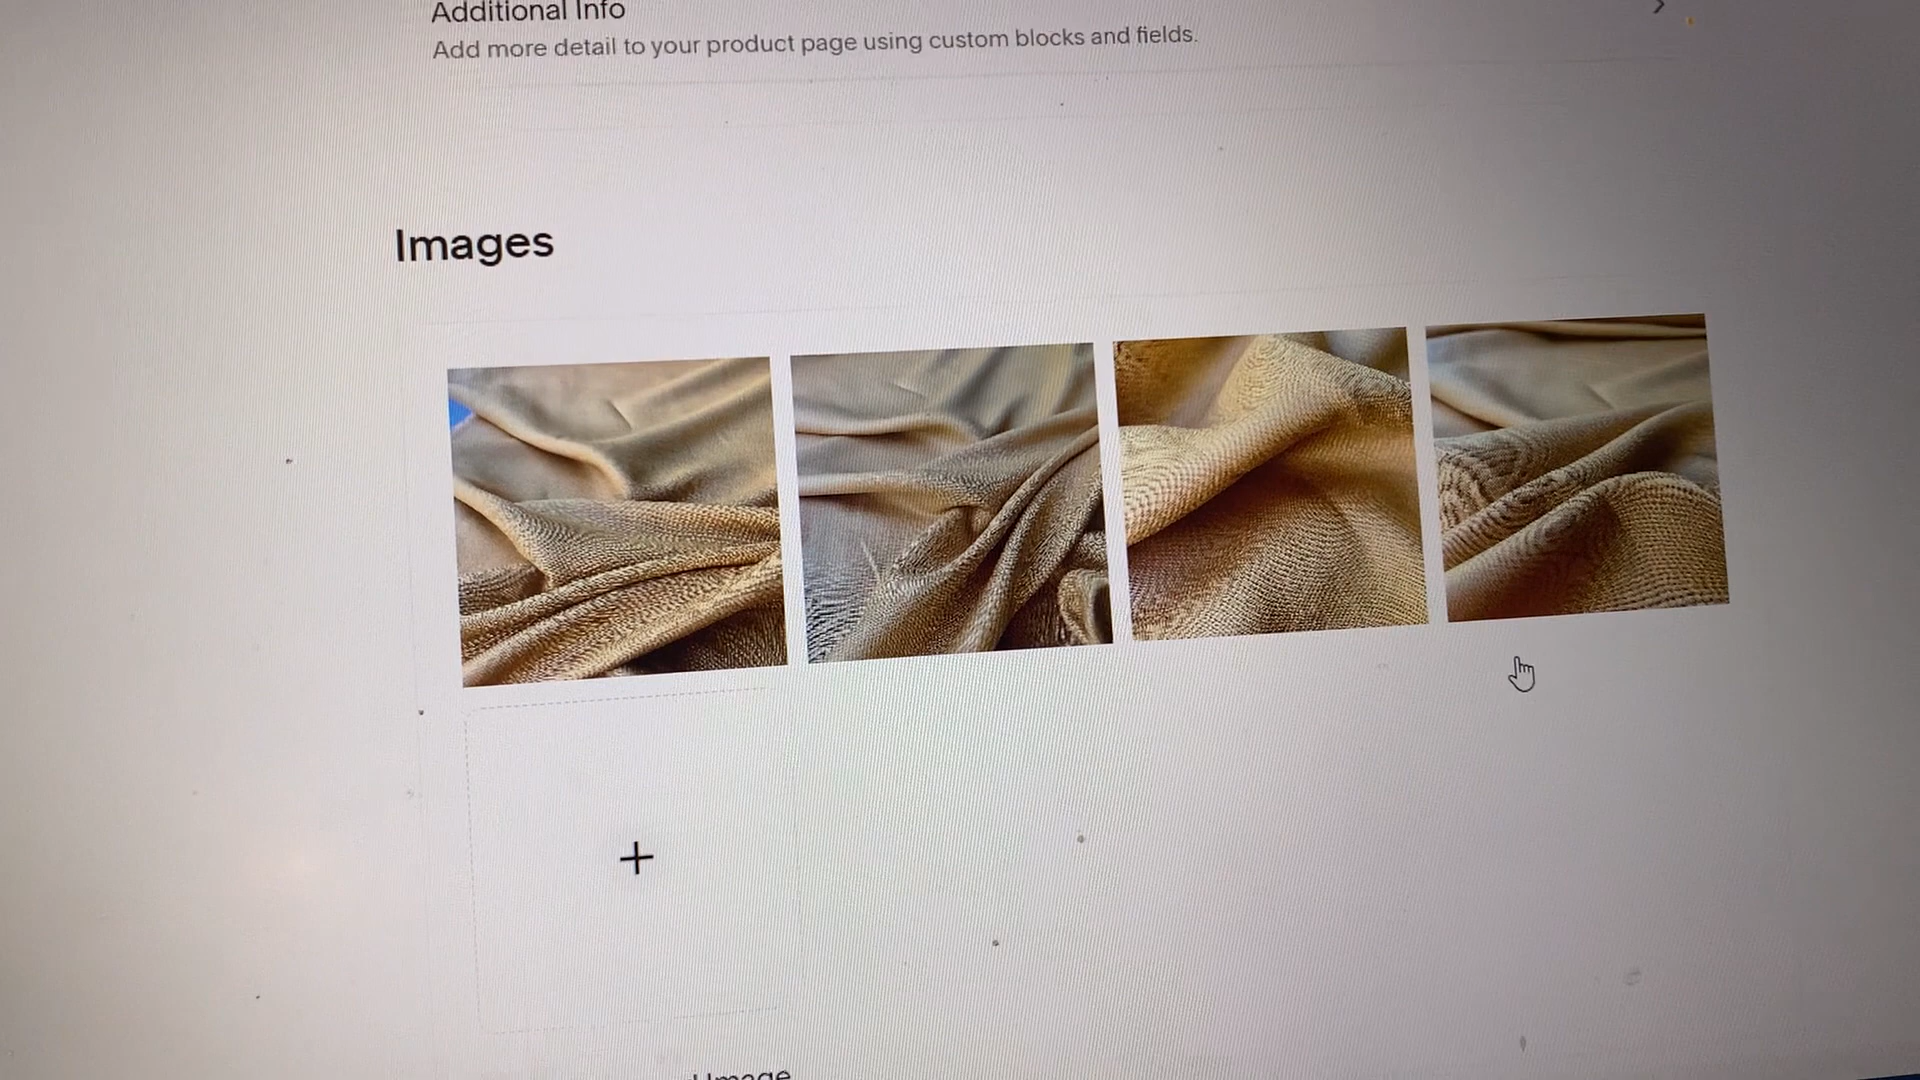 Additional Info
Add more detail to your product page using custom blocks and fields.
Images